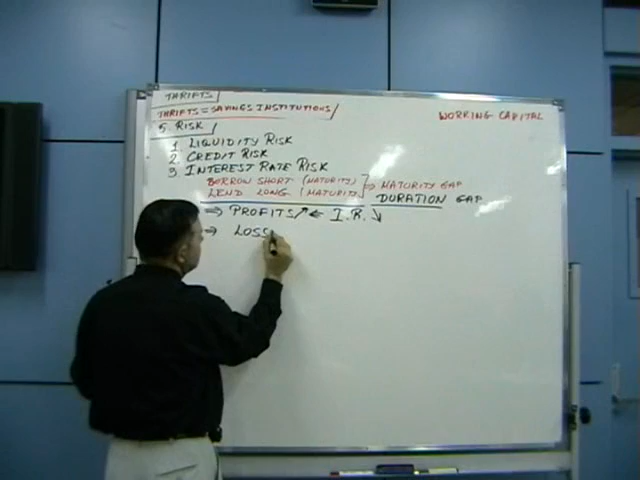 THRIFTS
THRIFTS = SAVINGS INSTITUTIONS
WORKING CAPITAL
5. RISK
1. LIQUIDITY RISK
2. CREDIT RISK
3. INTEREST RATE RISK
BORROW SHORT (MATURITY)
LEND LONG (MATURITY) ⇒ MATURITY GAP
DURATION GAP
⇒ PROFITS ↗ ⇐ I.R. ↘
⇒ LOSS